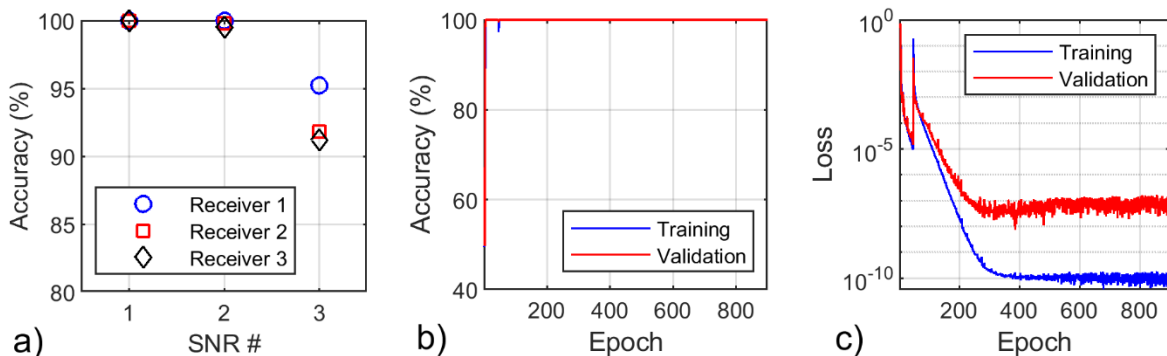 100
95
90
85
80
Accuracy (%)
Receiver 1
Receiver 2
Receiver 3
1 2 3
SNR #
a)
100
80
60
40
Accuracy (%)
Training
Validation
200 400 600 800
Epoch
b)
10^0
10^-5
10^-10
Loss
Training
Validation
200 400 600 800
Epoch
c)